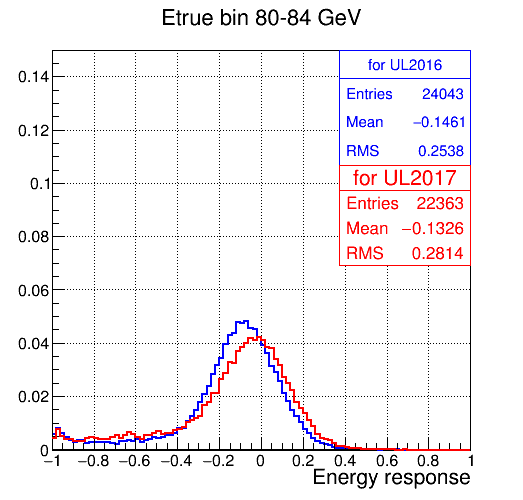 Etrue bin 80-84 GeV
for UL2016
Entries 24043
Mean −0.1461
RMS 0.2538
for UL2017
Entries 22363
Mean −0.1326
RMS 0.2814
0.14
0.12
0.1
0.08
0.06
0.04
0.02
0
−1 −0.8 −0.6 −0.4 −0.2 0 0.2 0.4 0.6 0.8 1
Energy response